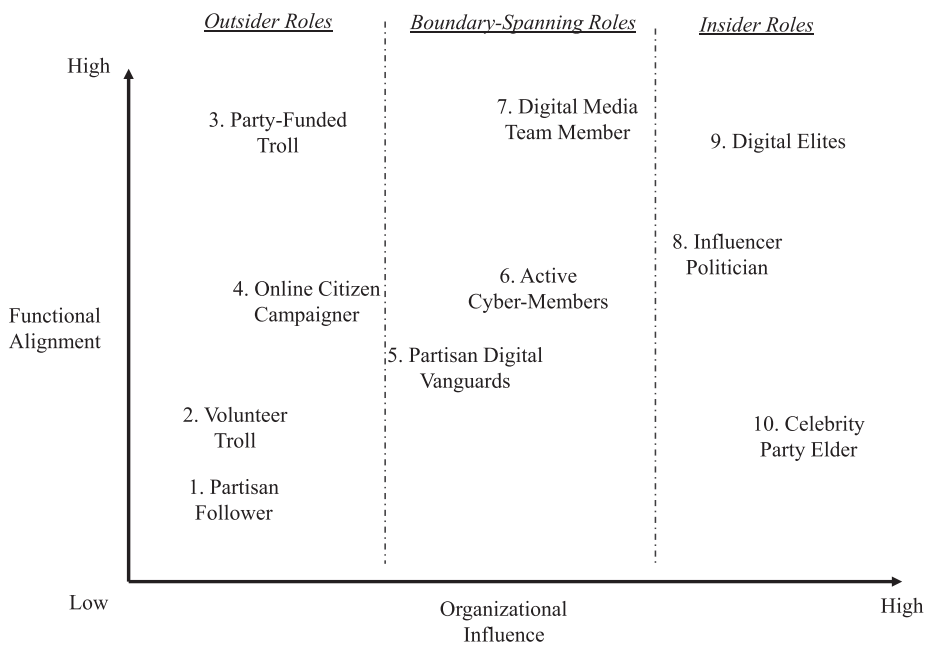 Outsider Roles
Boundary-Spanning Roles
Insider Roles
High
3. Party-Funded
Troll
7. Digital Media
Team Member
9. Digital Elites
8. Influencer
Politician
4. Online Citizen
Campaigner
6. Active
Cyber-Members
Functional
Alignment
5. Partisan Digital
Vanguards
2. Volunteer
Troll
10. Celebrity
Party Elder
1. Partisan
Follower
Low
Organizational
Influence
High